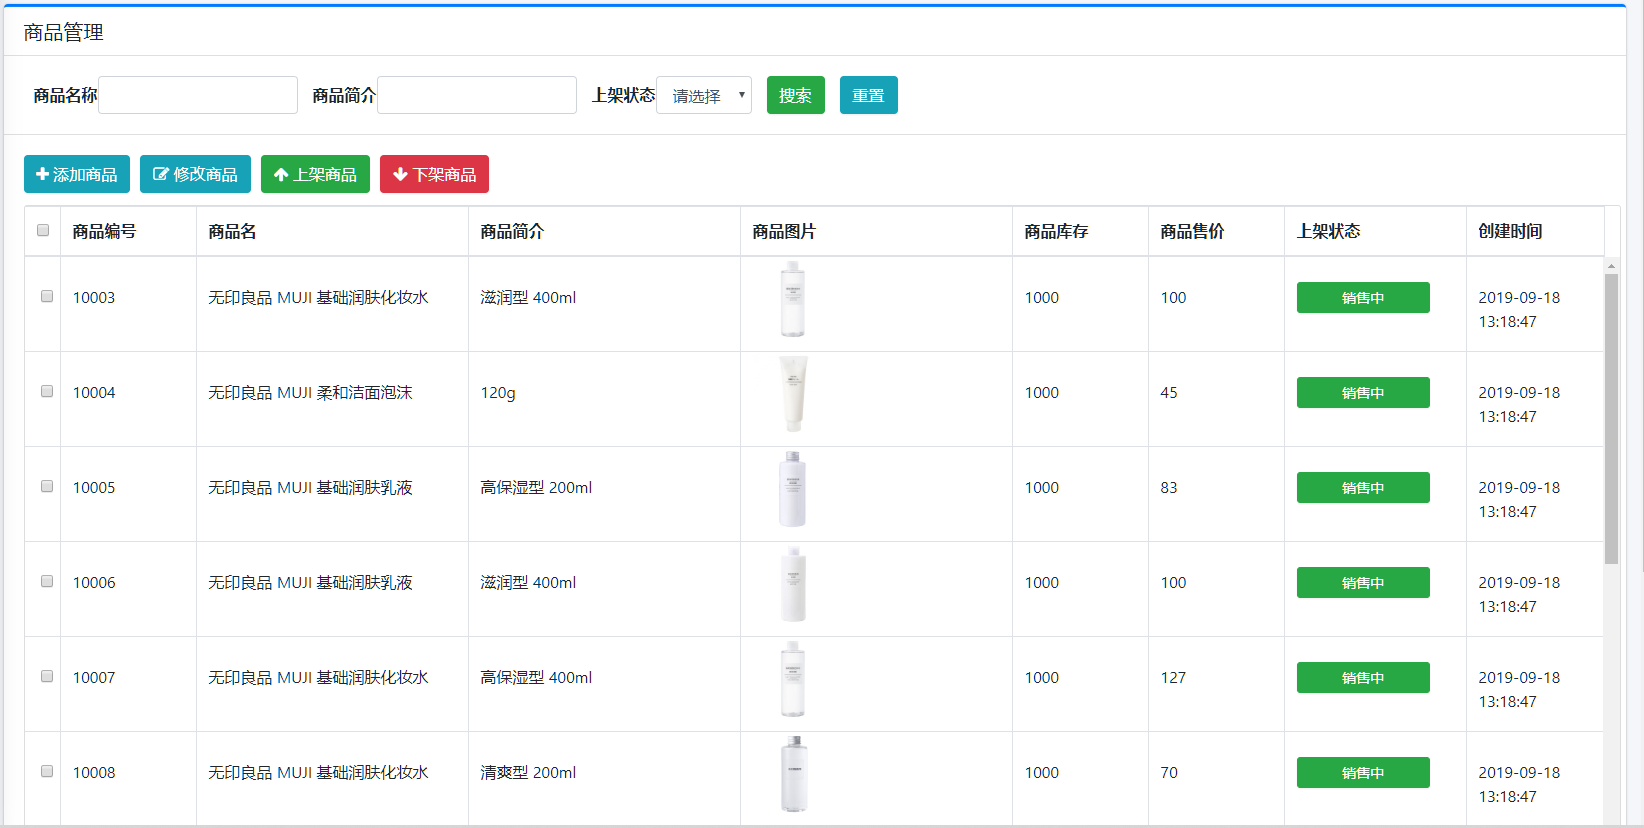 商品管理
商品名称 商品简介 上架状态 请选择 搜索 重置
添加商品 修改商品 上架商品 下架商品
商品编号 商品名 商品简介 商品图片 商品库存 商品售价 上架状态 创建时间
10003 无印良品 MUJI 基础润肤化妆水 滋润型 400ml 1000 100 销售中 2019-09-18
13:18:47
10004 无印良品 MUJI 柔和洁面泡沫 120g 1000 45 销售中 2019-09-18
13:18:47
10005 无印良品 MUJI 基础润肤乳液 高保湿型 200ml 1000 83 销售中 2019-09-18
13:18:47
10006 无印良品 MUJI 基础润肤乳液 滋润型 400ml 1000 100 销售中 2019-09-18
13:18:47
10007 无印良品 MUJI 基础润肤化妆水 高保湿型 400ml 1000 127 销售中 2019-09-18
13:18:47
10008 无印良品 MUJI 基础润肤化妆水 清爽型 200ml 1000 70 销售中 2019-09-18
13:18:47